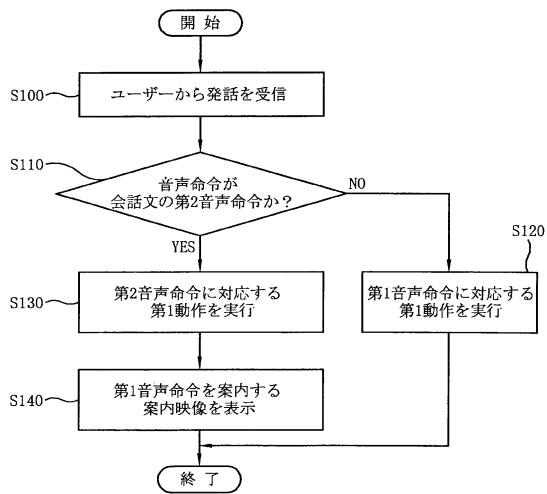 開 始
S100
ユーザーから発話を受信
S110
音声命令が
会話文の第2音声命令か？
NO
YES
S120
第1音声命令に対応する
第1動作を実行
S130
第2音声命令に対応する
第1動作を実行
S140
第1音声命令を案内する
案内映像を表示
終 了